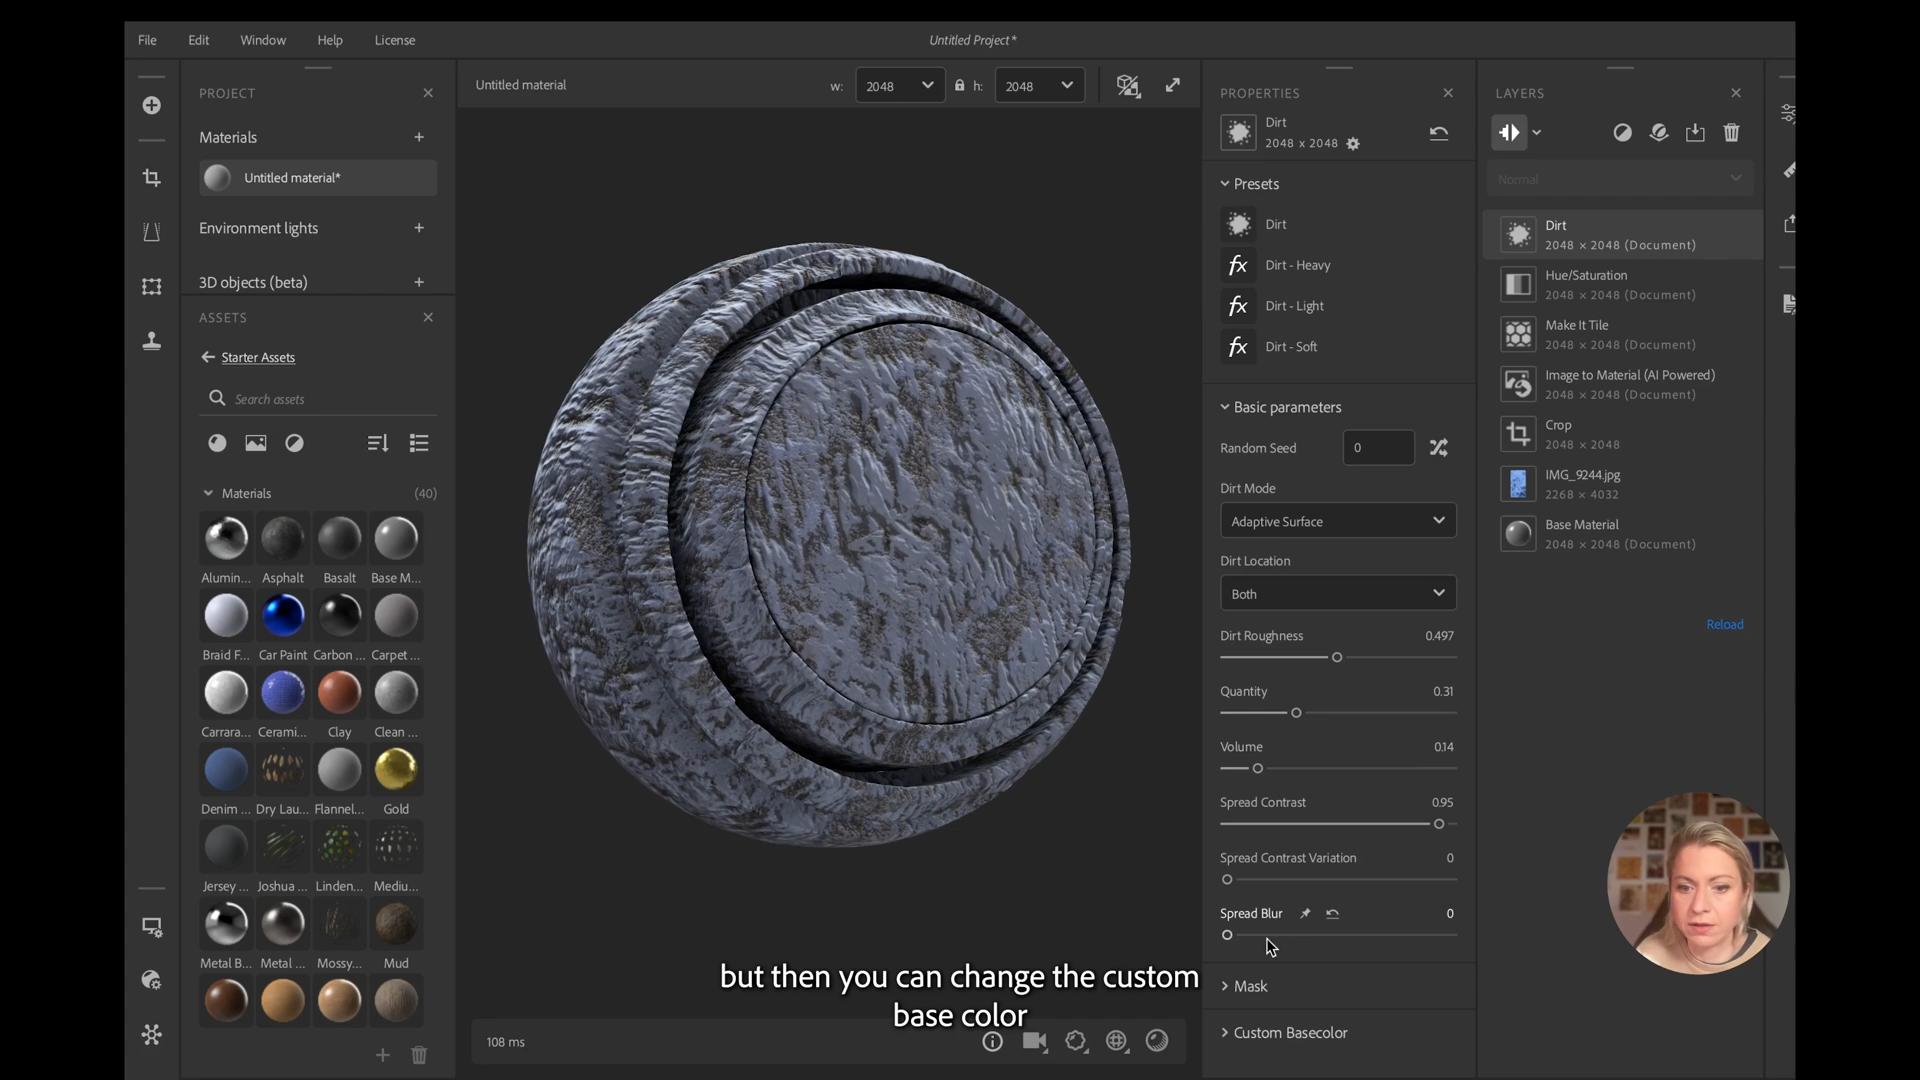 File Edit Window Help License
Untitled Project*
PROJECT
Materials
Untitled material*
Environment lights
3D objects (beta)
ASSETS
Starter Assets
Search assets
Materials (40)
Alumin... Asphalt Basalt Base M...
Braid F... Car Paint Carbon ... Carpet ...
Carrara... Cerami... Clay Clean ...
Denim ... Dry Lau... Flannel... Gold
Jersey ... Joshua ... Linden... Mediu...
Metal B... Metal ... Mossy... Mud
Untitled material
w: 2048 h: 2048
but then you can change the custom
base color
108 ms
PROPERTIES
Dirt
2048 x 2048
Presets
Dirt
fx Dirt - Heavy
fx Dirt - Light
fx Dirt - Soft
Basic parameters
Random Seed 0
Dirt Mode
Adaptive Surface
Dirt Location
Both
Dirt Roughness 0.497
Quantity 0.31
Volume 0.14
Spread Contrast 0.95
Spread Contrast Variation 0
Spread Blur 0
Mask
Custom Basecolor
LAYERS
Normal
Dirt
2048 × 2048 (Document)
Hue/Saturation
2048 × 2048 (Document)
Make It Tile
2048 × 2048 (Document)
Image to Material (AI Powered)
2048 × 2048 (Document)
Crop
2048 × 2048
IMG_9244.jpg
2268 × 4032
Base Material
2048 × 2048 (Document)
Reload